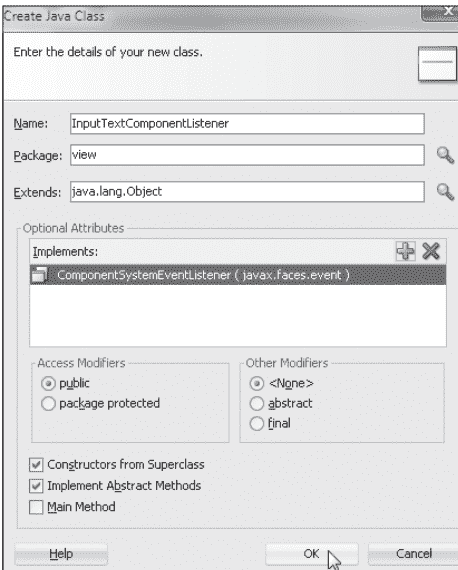 Create Java Class
Enter the details of your new class.
Name: InputTextComponentListener
Package: view
Extends: java.lang.Object
Optional Attributes
Implements:
ComponentSystemEventListener ( javax.faces.event )
Access Modifiers
public
package protected
Other Modifiers
<None>
abstract
final
Constructors from Superclass
Implement Abstract Methods
Main Method
Help OK Cancel